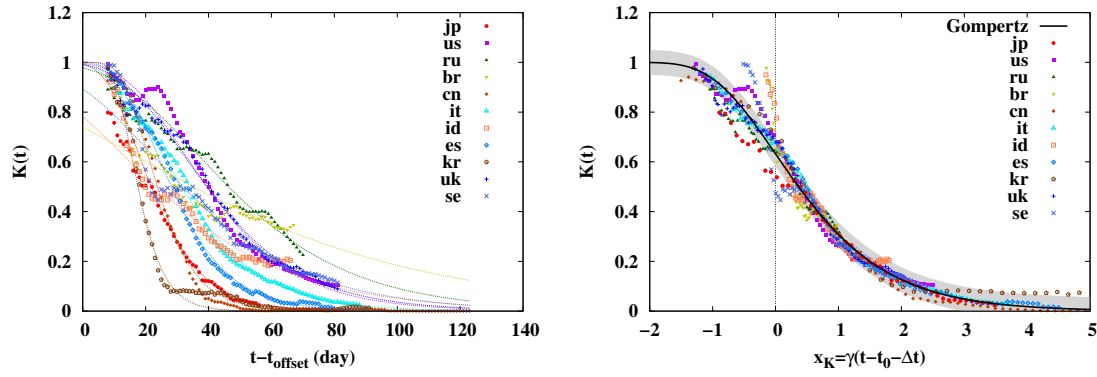 1.2
1
0.8
0.6
0.4
0.2
0
K(t)
0 20 40 60 80 100 120 140
t−t_offset (day)
jp
us
ru
br
cn
it
id
es
kr
uk
se
1.2
1
0.8
0.6
0.4
0.2
0
K(t)
−2 −1 0 1 2 3 4 5
x_K=γ(t−t_0−Δt)
Gompertz
jp
us
ru
br
cn
it
id
es
kr
uk
se